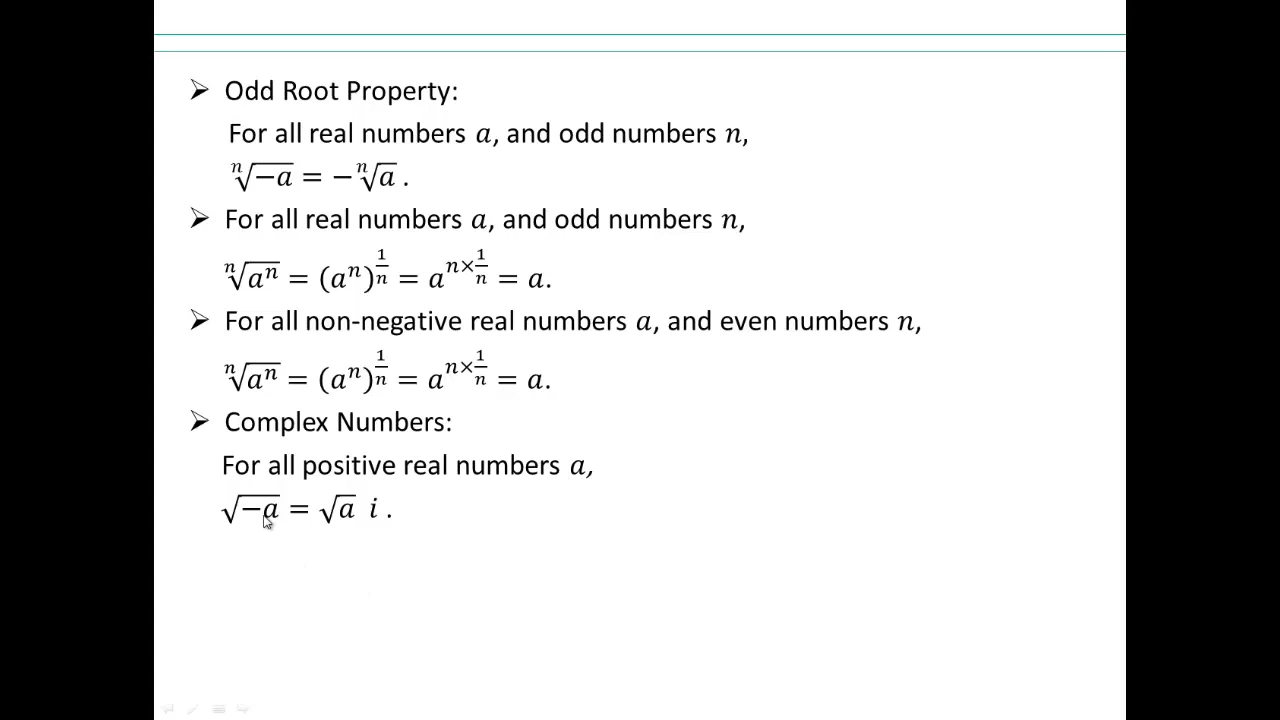 ➢ Odd Root Property:
For all real numbers 𝑎, and odd numbers 𝑛,
ⁿ√(−𝑎) = −ⁿ√𝑎 .
➢ For all real numbers 𝑎, and odd numbers 𝑛,
ⁿ√(𝑎ⁿ) = (𝑎ⁿ)^(1/𝑛) = 𝑎^(𝑛×1/𝑛) = 𝑎.
➢ For all non-negative real numbers 𝑎, and even numbers 𝑛,
ⁿ√(𝑎ⁿ) = (𝑎ⁿ)^(1/𝑛) = 𝑎^(𝑛×1/𝑛) = 𝑎.
➢ Complex Numbers:
For all positive real numbers 𝑎,
√(−𝑎) = √𝑎 𝑖 .